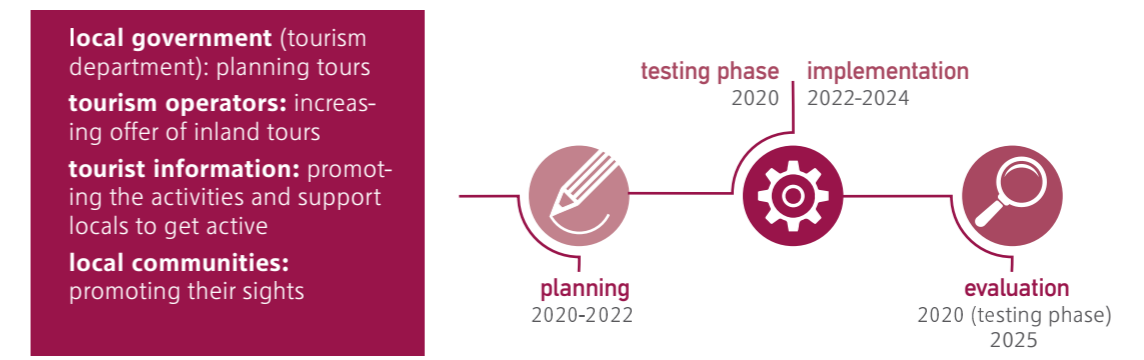 local government (tourism
department): planning tours
tourism operators: increas-
ing offer of inland tours
tourist information: promot-
ing the activities and support
locals to get active
local communities:
promoting their sights
testing phase
2020
implementation
2022-2024
planning
2020-2022
evaluation
2020 (testing phase)
2025